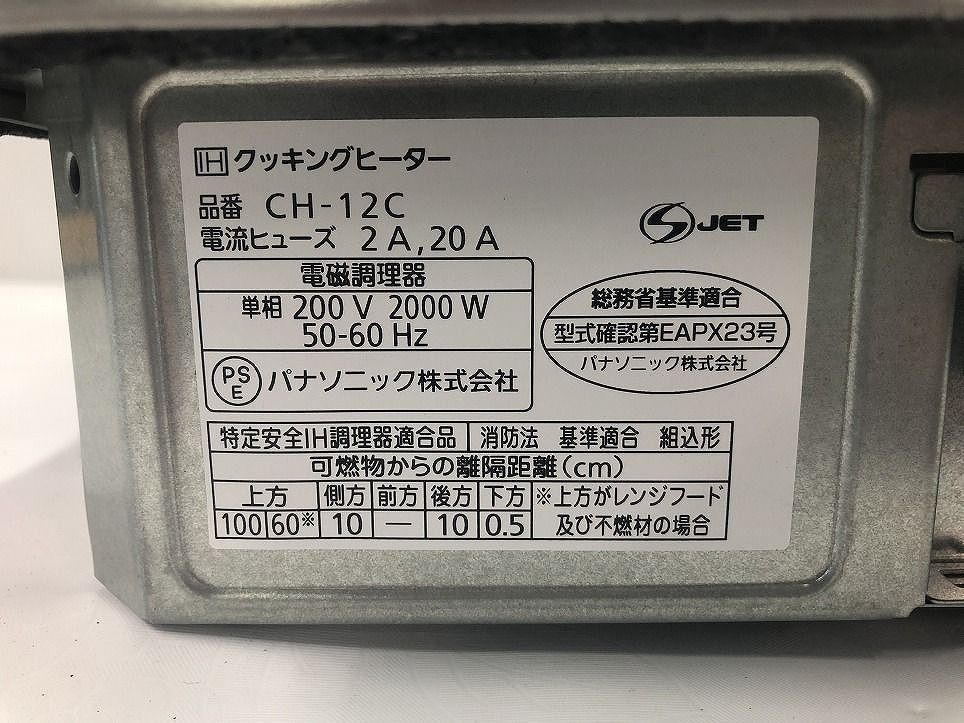 IH クッキングヒーター
品番 CH-12C
電流ヒューズ 2A,20A
S JET
電磁調理器
単相 200V 2000W
50-60Hz
PSE パナソニック株式会社
総務省基準適合
型式確認第EAPX23号
パナソニック株式会社
特定安全IH調理器適合品 消防法 基準適合 組込形
可燃物からの離隔距離(cm)
上方 側方 前方 後方 下方 ※上方がレンジフード
100 60※ 10 — 10 0.5 及び不燃材の場合